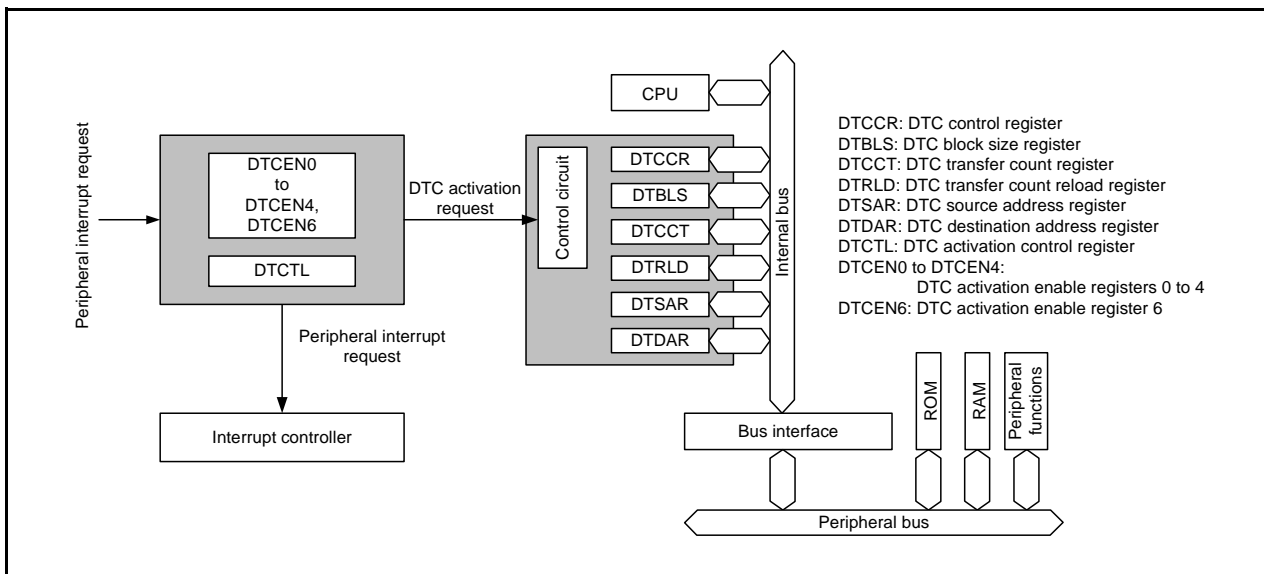 CPU
Peripheral interrupt request
DTCEN0
to
DTCEN4,
DTCEN6
DTCTL
DTC activation
request
Control circuit
DTCCR
DTBLS
DTCCT
DTRLD
DTSAR
DTDAR
Internal bus
DTCCR: DTC control register
DTBLS: DTC block size register
DTCCT: DTC transfer count register
DTRLD: DTC transfer count reload register
DTSAR: DTC source address register
DTDAR: DTC destination address register
DTCTL: DTC activation control register
DTCEN0 to DTCEN4:
DTC activation enable registers 0 to 4
DTCEN6: DTC activation enable register 6
Peripheral interrupt
request
Interrupt controller
Bus interface
ROM
RAM
Peripheral
functions
Peripheral bus